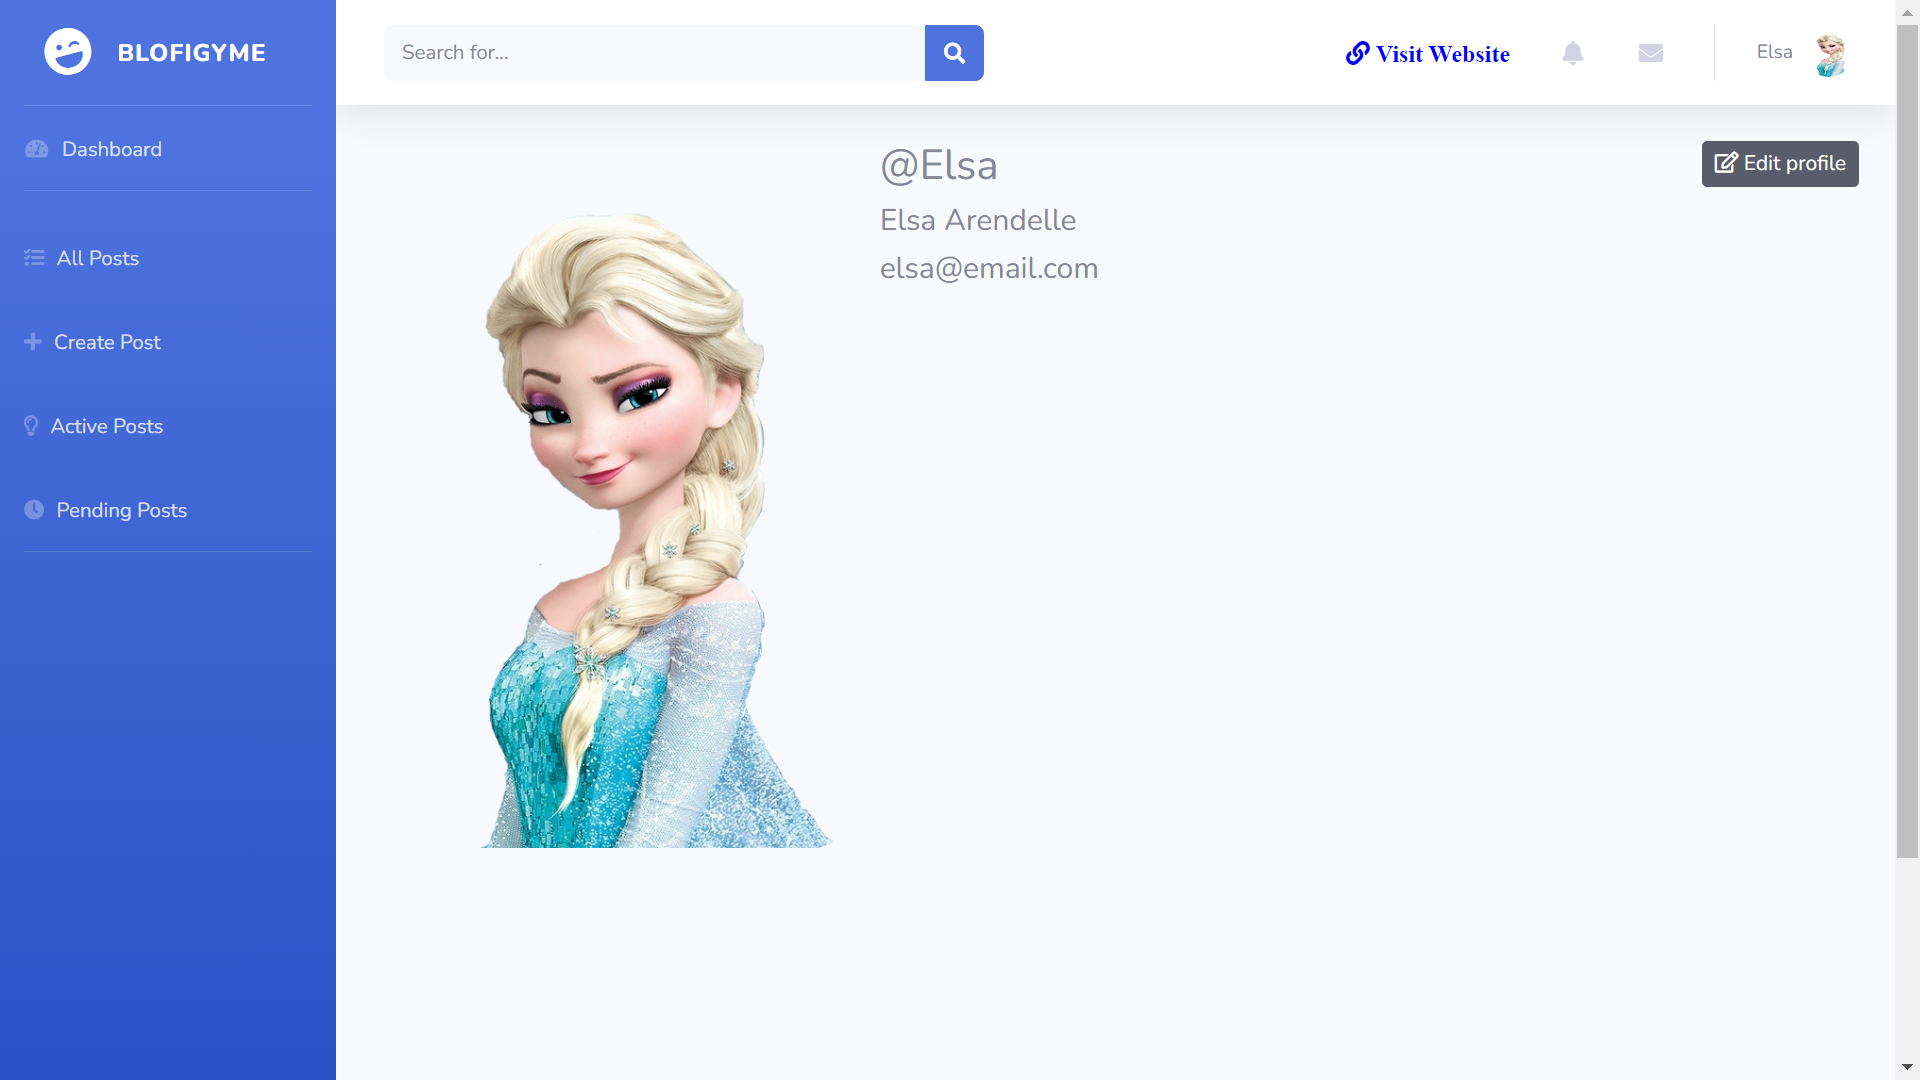 BLOFIGYME
Search for...
Visit Website
Elsa
Dashboard
All Posts
Create Post
Active Posts
Pending Posts
@Elsa
Elsa Arendelle
elsa@email.com
Edit profile